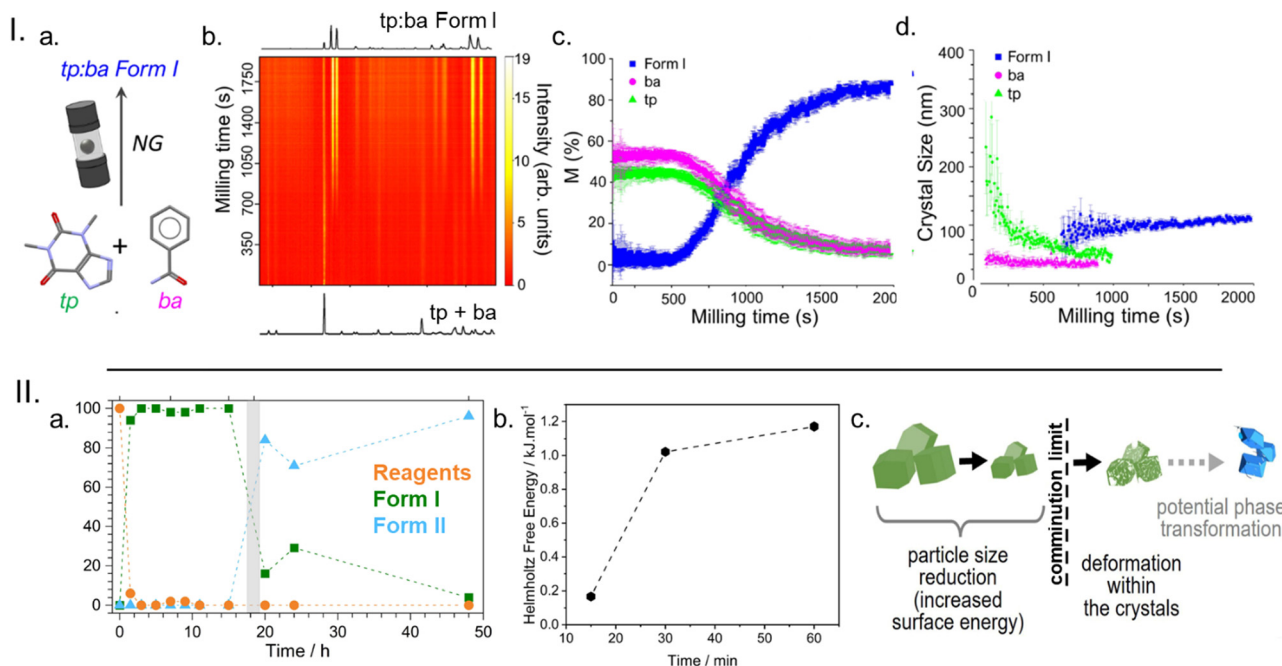 I.
a.
tp:ba Form I
NG
+
tp
ba
.
b.
tp:ba Form I
Milling time (s)
1750
1400
1050
700
350
19
15
10
5
0
Intensity (arb. units)
tp + ba
c.
Form I
ba
tp
M (%)
100
80
60
40
20
0
0
500
1000
1500
2000
Milling time (s)
d.
Form I
ba
tp
Crystal Size (nm)
400
300
200
100
0
500
1000
1500
2000
Milling time (s)
II.
a.
100
80
60
40
20
0
Reagents
Form I
Form II
0
10
20
30
40
50
Time / h
b.
Helmholtz Free Energy / kJ.mol⁻¹
1.4
1.2
1.0
0.8
0.6
0.4
0.2
0.0
10
20
30
40
50
60
Time / min
c.
comminution limit
particle size
reduction
(increased
surface energy)
deformation
within
the crystals
potential phase
transformation